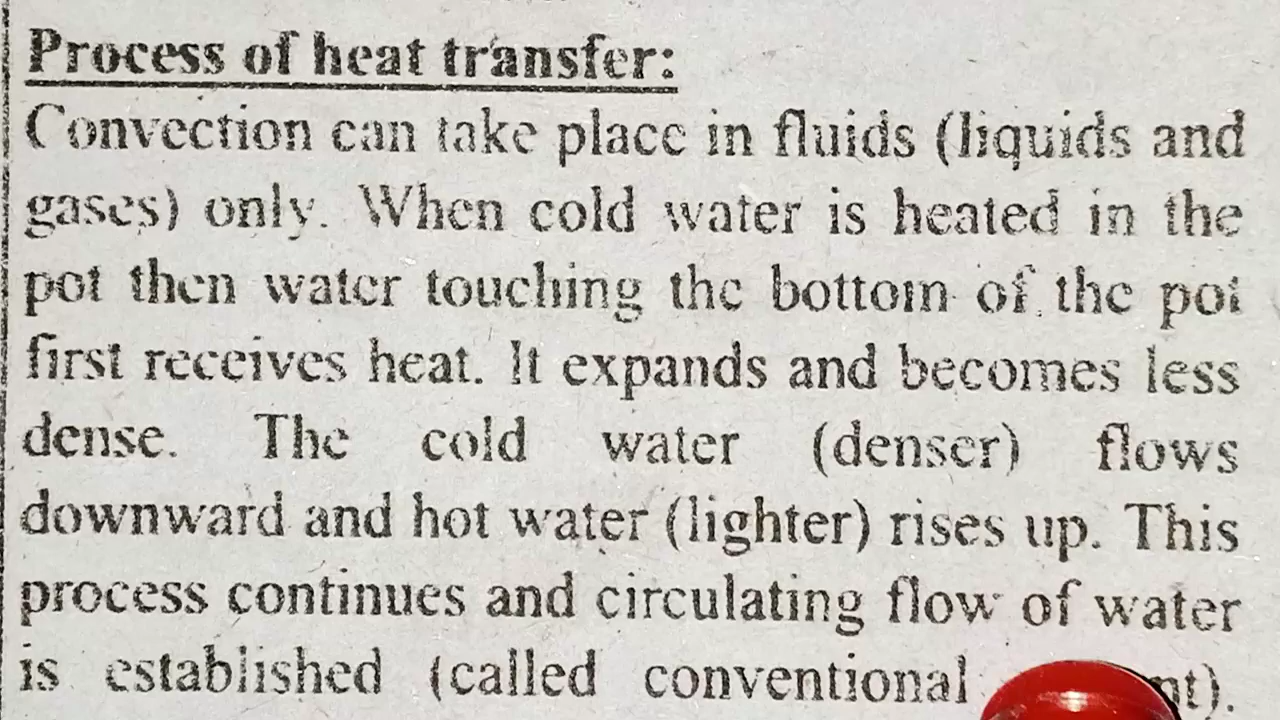 Process of heat transfer:
Convection can take place in fluids (liquids and
gases) only. When cold water is heated in the
pot then water touching the bottom of the pot
first receives heat. It expands and becomes less
dense. The cold water (denser) flows
downward and hot water (lighter) rises up. This
process continues and circulating flow of water
is established (called conventional